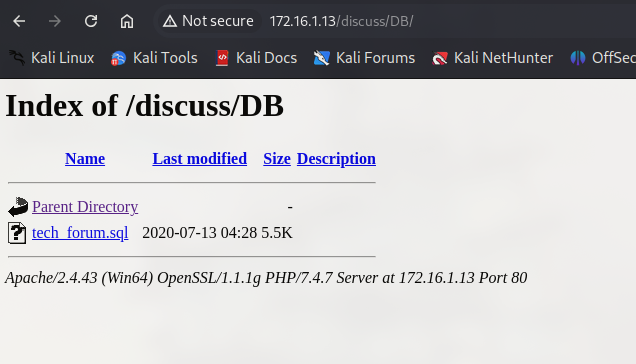 Not secure 172.16.1.13/discuss/DB/
Kali Linux Kali Tools Kali Docs Kali Forums Kali NetHunter OffSec
Index of /discuss/DB
Name Last modified Size Description
Parent Directory -
tech_forum.sql 2020-07-13 04:28 5.5K
Apache/2.4.43 (Win64) OpenSSL/1.1.1g PHP/7.4.7 Server at 172.16.1.13 Port 80